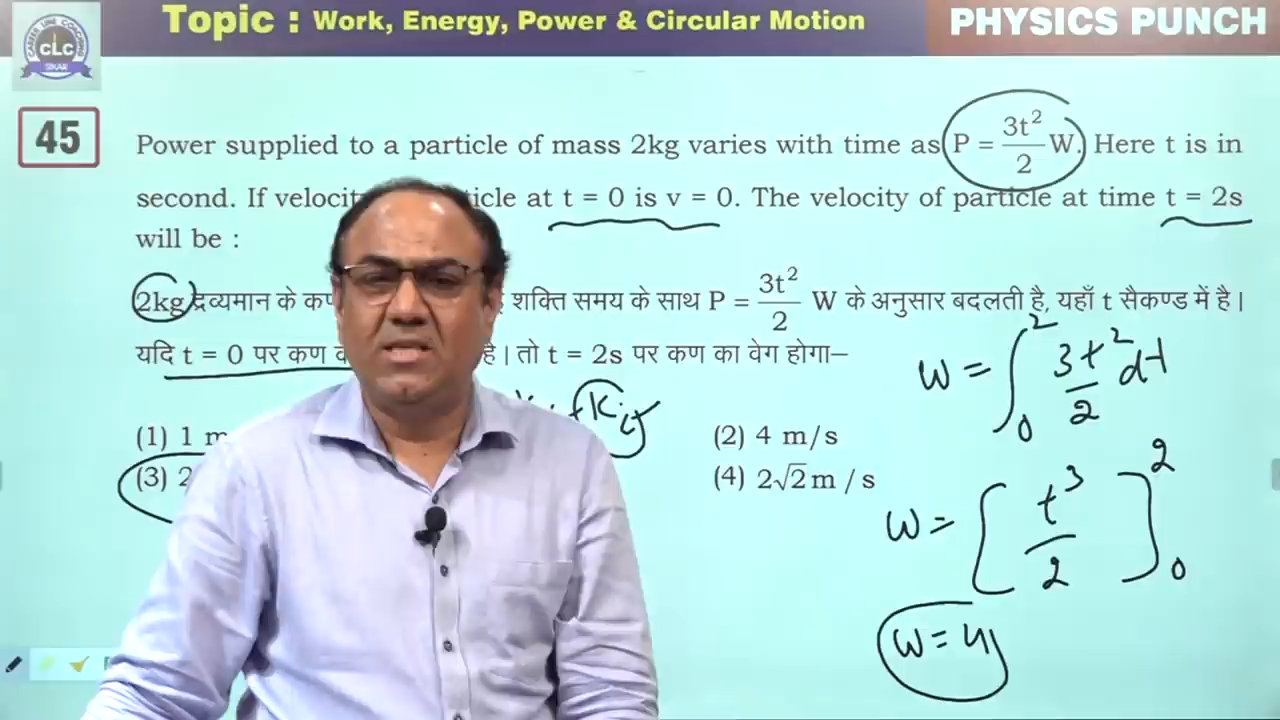 Topic : Work, Energy, Power & Circular Motion
PHYSICS PUNCH
CLC
SIKAR
45
Power supplied to a particle of mass 2kg varies with time as P = 3t²/2 W. Here t is in
second. If velocit ticle at t = 0 is v = 0. The velocity of particle at time t = 2s
will be :
2kg द्रव्यमान के कण शक्ति समय के साथ P = 3t²/2 W के अनुसार बदलती है, यहाँ t सैकण्ड में है।
यदि t = 0 पर कण है। तो t = 2s पर कण का वेग होगा–
(1) 1 m
(2) 4 m/s
(3) 2
(4) 2√2 m / s
W = ∫₀² 3t²/2 dt
W = [t³/2]₀²
W = 4J